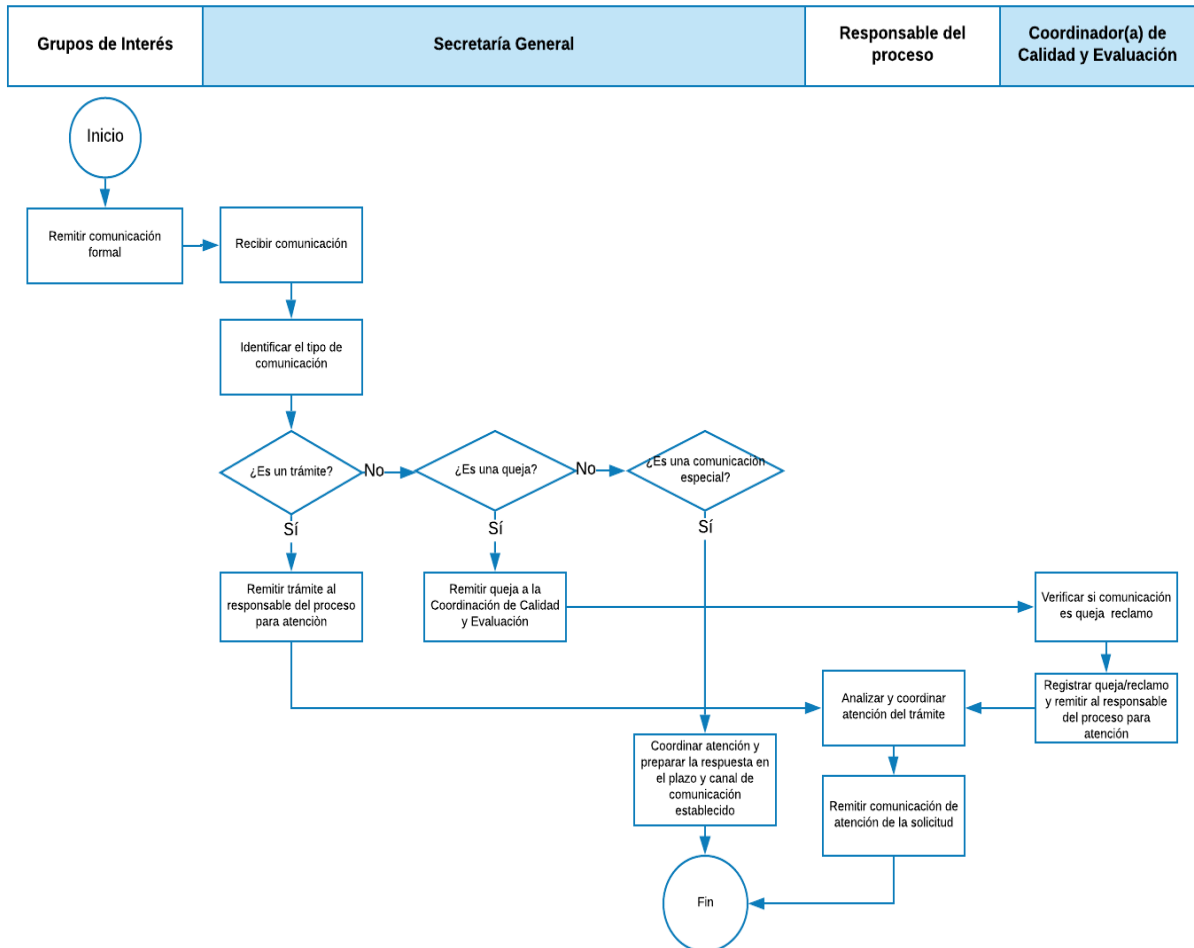 Grupos de Interés
Secretaría General
Responsable del
proceso
Coordinador(a) de
Calidad y Evaluación
Inicio
Remitir comunicación
formal
Recibir comunicación
Identificar el tipo de
comunicación
¿Es un trámite?
No
¿Es una queja?
No
¿Es una comunicación
especial?
Sí
Sí
Sí
Remitir trámite al
responsable del proceso
para atenciòn
Remitir queja a la
Coordinación de Calidad
y Evaluación
Verificar si comunicación
es queja reclamo
Analizar y coordinar
atención del trámite
Registrar queja/reclamo
y remitir al responsable
del proceso para
atención
Coordinar atención y
preparar la respuesta en
el plazo y canal de
comunicación
establecido
Remitir comunicación de
atención de la solicitud
Fin